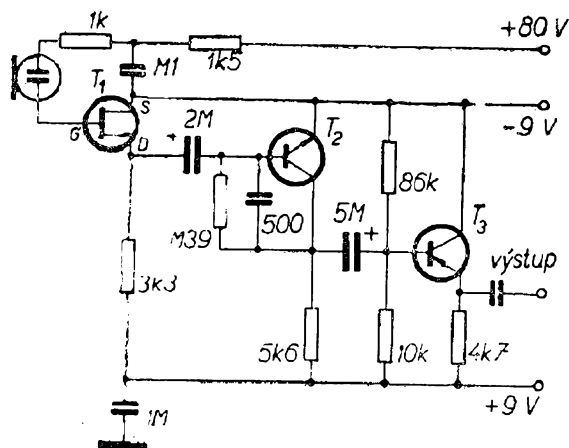 1k
+80 V
1k5
M1
T1
S
G
D
-9 V
2M
+
T2
86k
500
M39
5M
+
T3
výstup
3k3
5k6
10k
4k7
+9 V
1M